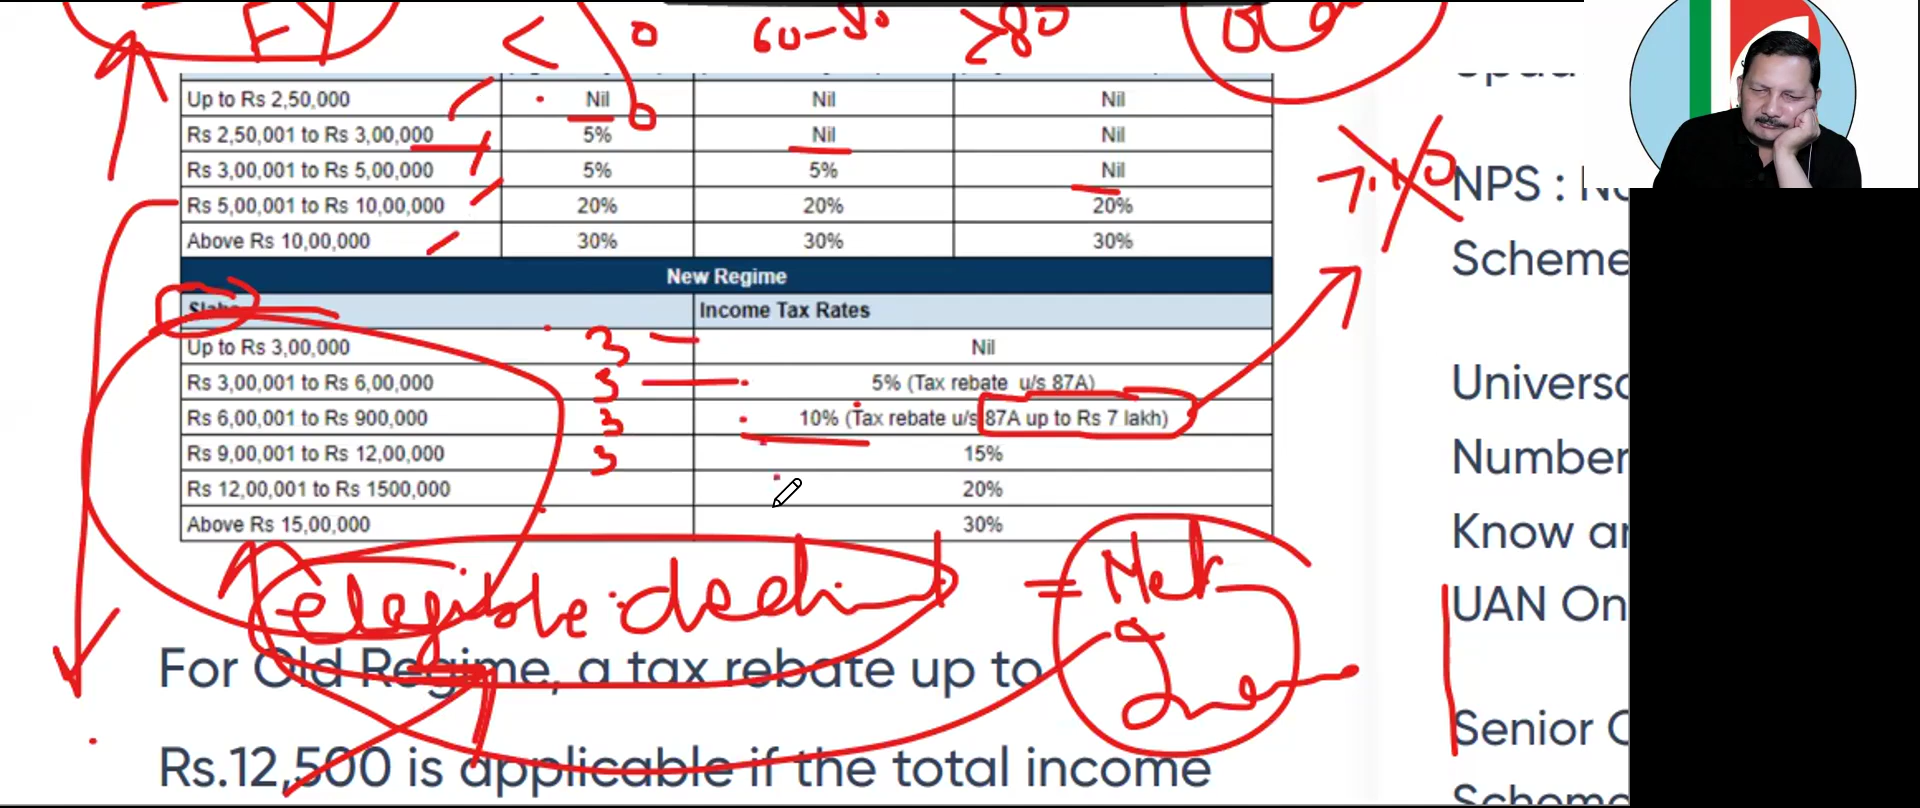 FY < 0 60-80 >80 Old
Upda
Up to Rs 2,50,000 Nil Nil Nil
Rs 2,50,001 to Rs 3,00,000 5% Nil Nil
Rs 3,00,001 to Rs 5,00,000 5% 5% Nil
Rs 5,00,001 to Rs 10,00,000 20% 20% 20%
Above Rs 10,00,000 30% 30% 30%
New Regime
Slabs Income Tax Rates
Up to Rs 3,00,000 3 Nil
Rs 3,00,001 to Rs 6,00,000 3 5% (Tax rebate u/s 87A)
Rs 6,00,001 to Rs 900,000 3 10% (Tax rebate u/s 87A up to Rs 7 lakh)
Rs 9,00,001 to Rs 12,00,000 3 15%
Rs 12,00,001 to Rs 1500,000 20%
Above Rs 15,00,000 30%
eligible = Net
For Old Regime, a tax rebate up to
Rs.12,500 is applicable if the total income
NPS : N
Scheme
Univers
Number
Know a
UAN On
Senior C
Scheme